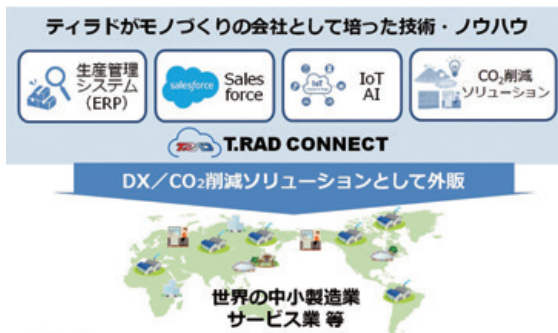 ティラドがモノづくりの会社として培った技術・ノウハウ
生産管理
システム
（ERP）
salesforce
Sales
force
IoT
AI
CO₂削減
ソリューション
T.RAD CONNECT
DX／CO₂削減ソリューションとして外販
世界の中小製造業
サービス業 等